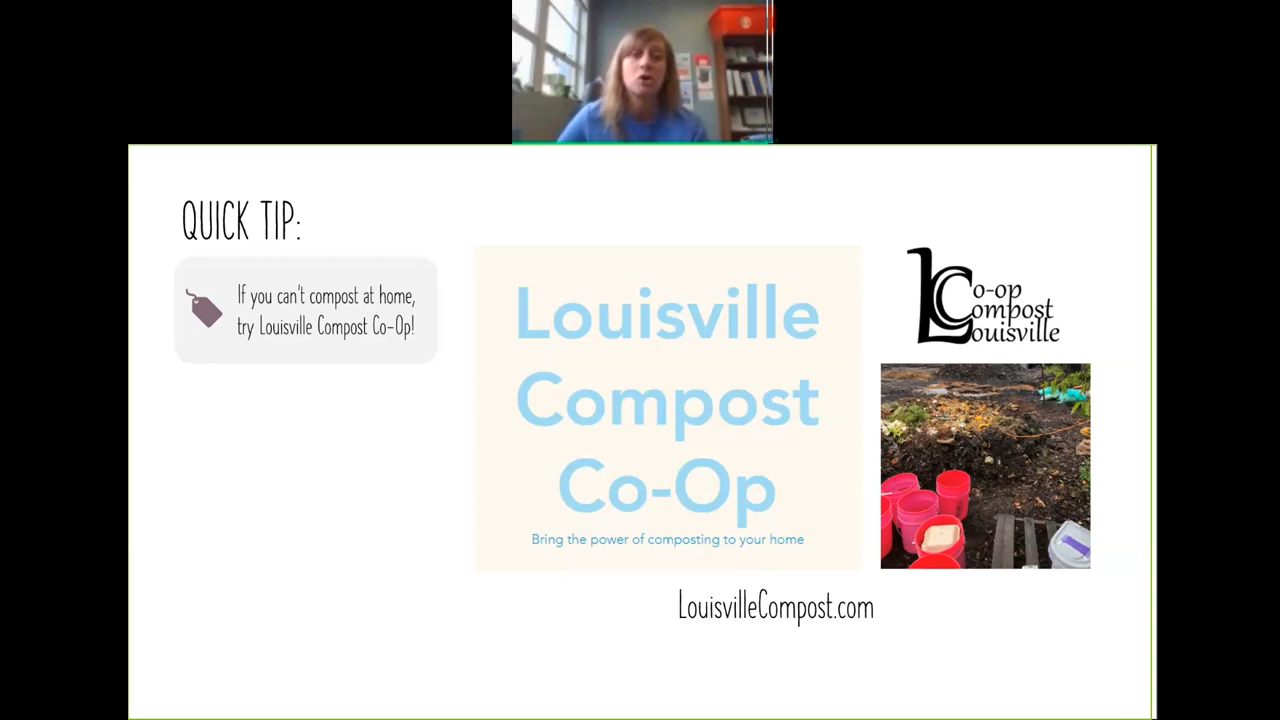 QUICK TIP:
If you can't compost at home,
try Louisville Compost Co-Op!
Louisville
Compost
Co-Op
Bring the power of composting to your home
Co-op
Compost
Louisville
LouisvilleCompost.com